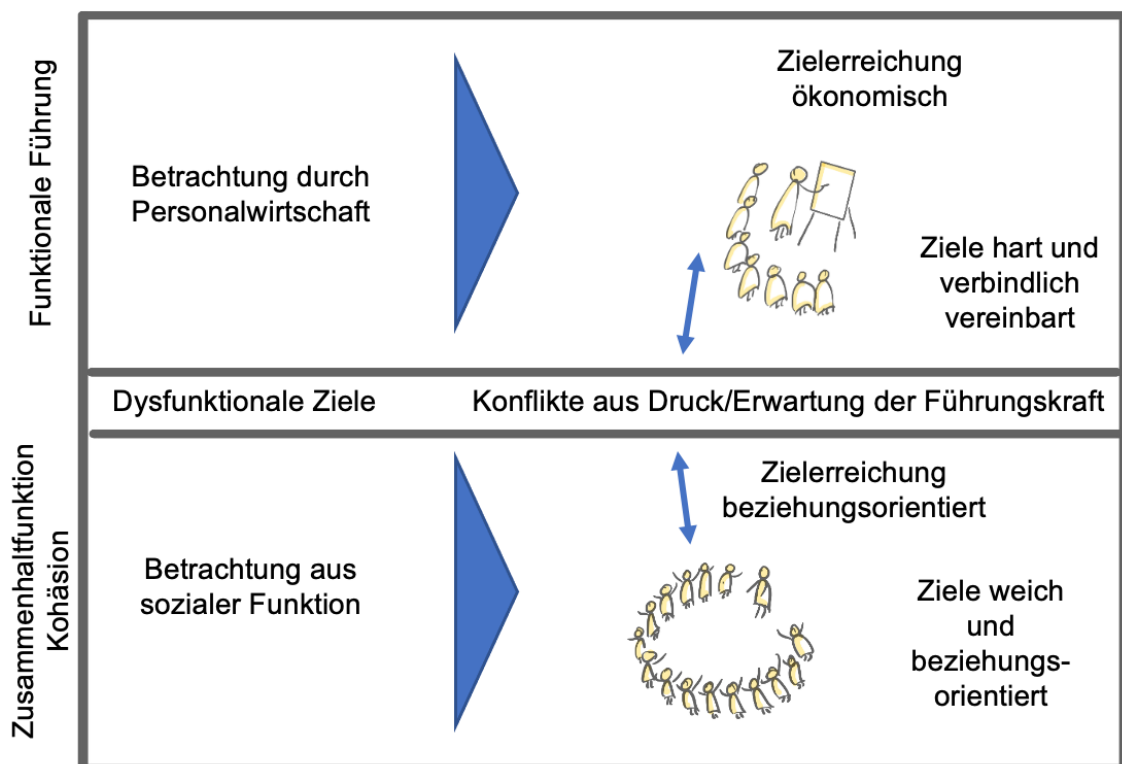 Funktionale Führung
Betrachtung durch
Personalwirtschaft
Zielerreichung
ökonomisch
Ziele hart und
verbindlich
vereinbart
Dysfunktionale Ziele
Konflikte aus Druck/Erwartung der Führungskraft
Zusammenhaltfunktion
Kohäsion
Betrachtung aus
sozialer Funktion
Zielerreichung
beziehungsorientiert
Ziele weich
und
beziehungs-
orientiert